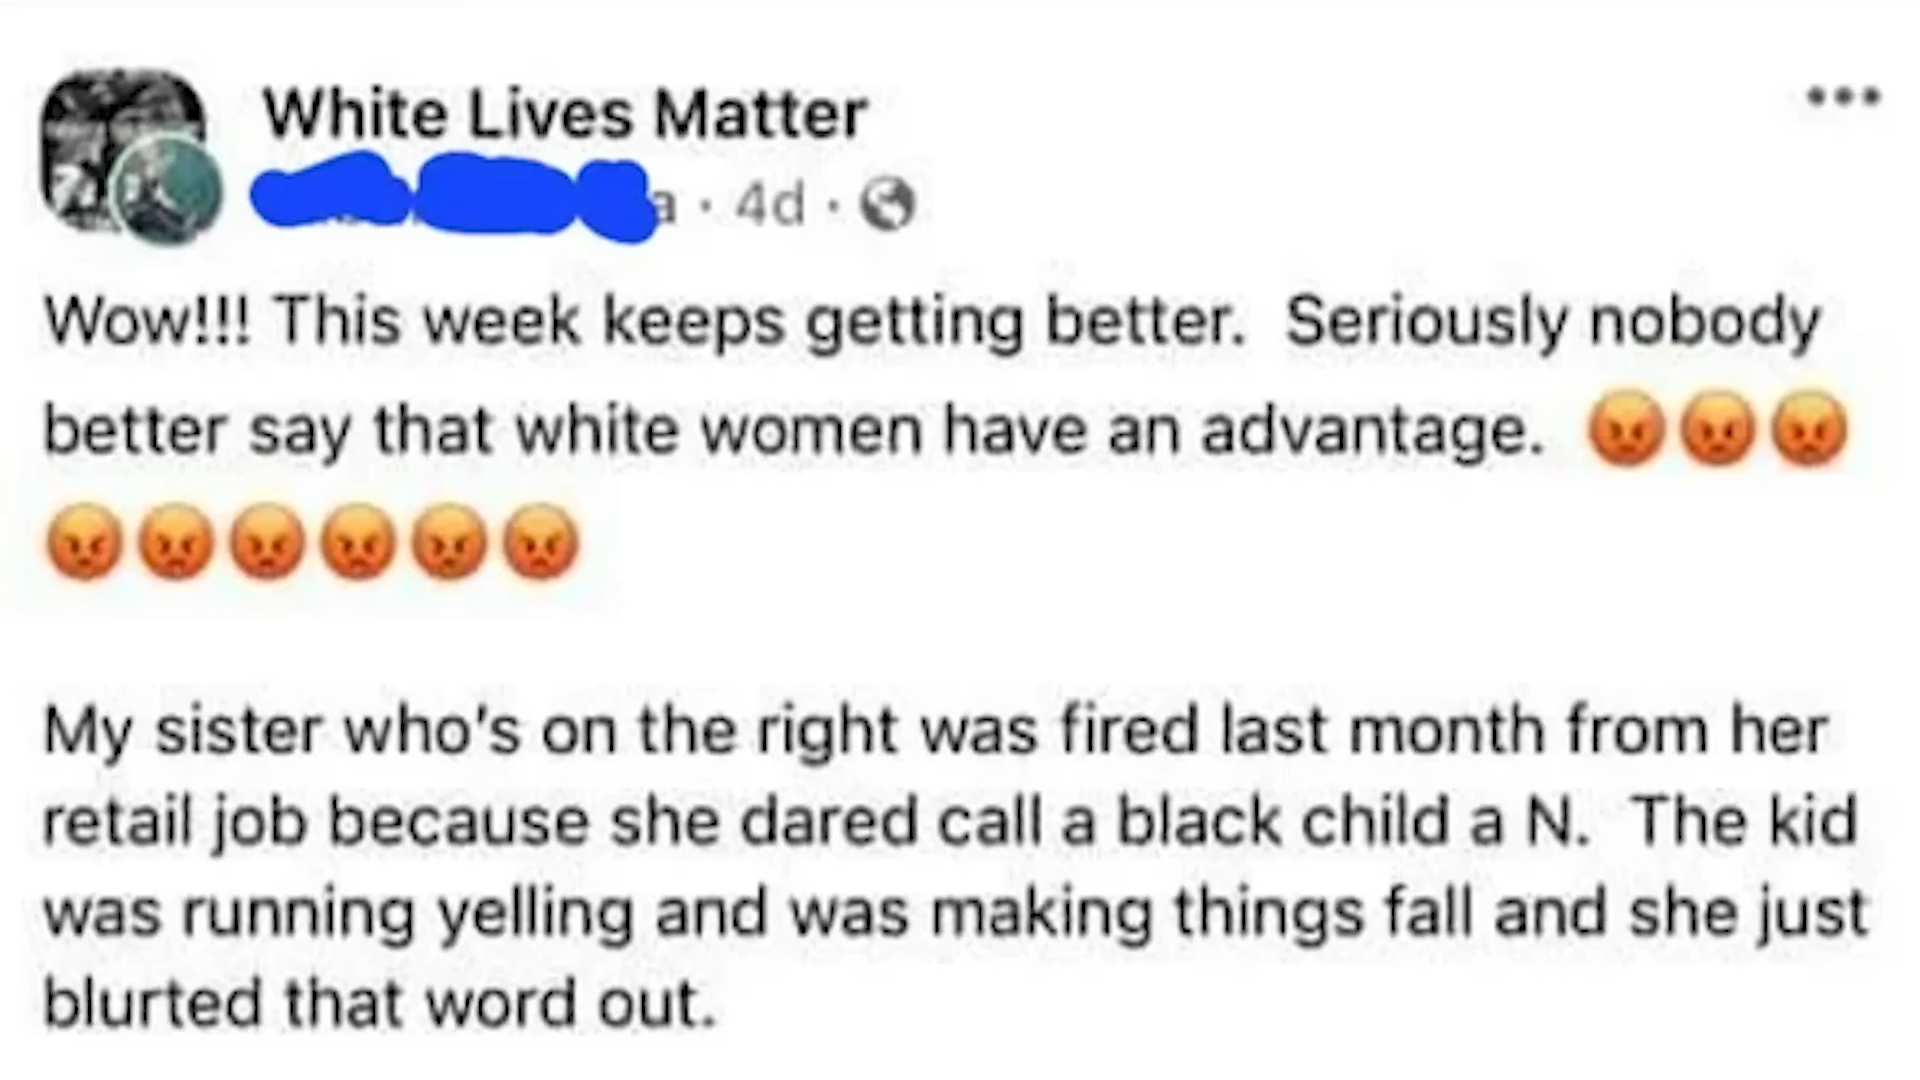 White Lives Matter
a · 4d ·
Wow!!! This week keeps getting better. Seriously nobody
better say that white women have an advantage. 😡😡😡
😡😡😡😡😡😡
My sister who's on the right was fired last month from her
retail job because she dared call a black child a N. The kid
was running yelling and was making things fall and she just
blurted that word out.